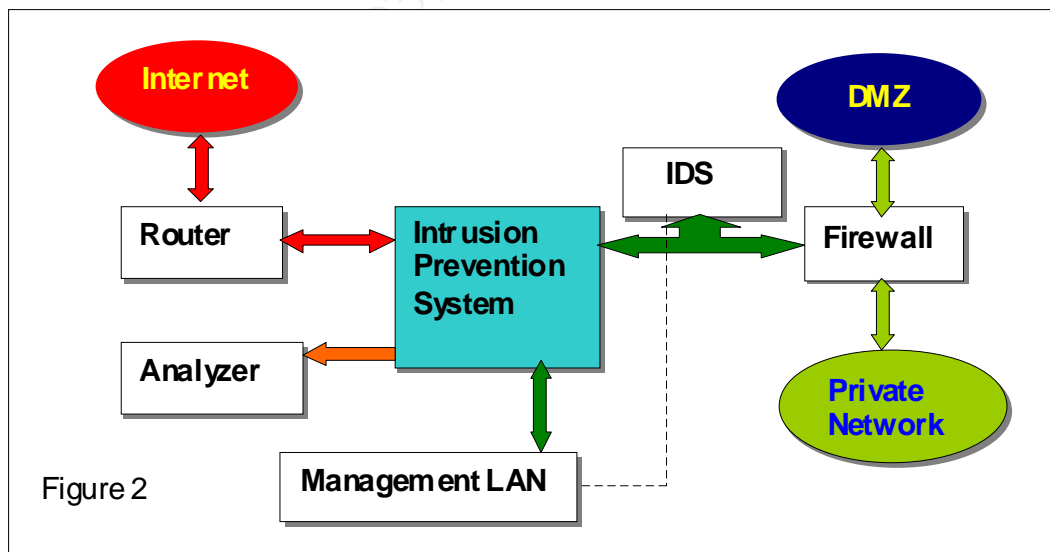 Internet
DMZ
IDS
Router
Intrusion
Prevention
System
Firewall
Analyzer
Private
Network
Management LAN
Figure 2